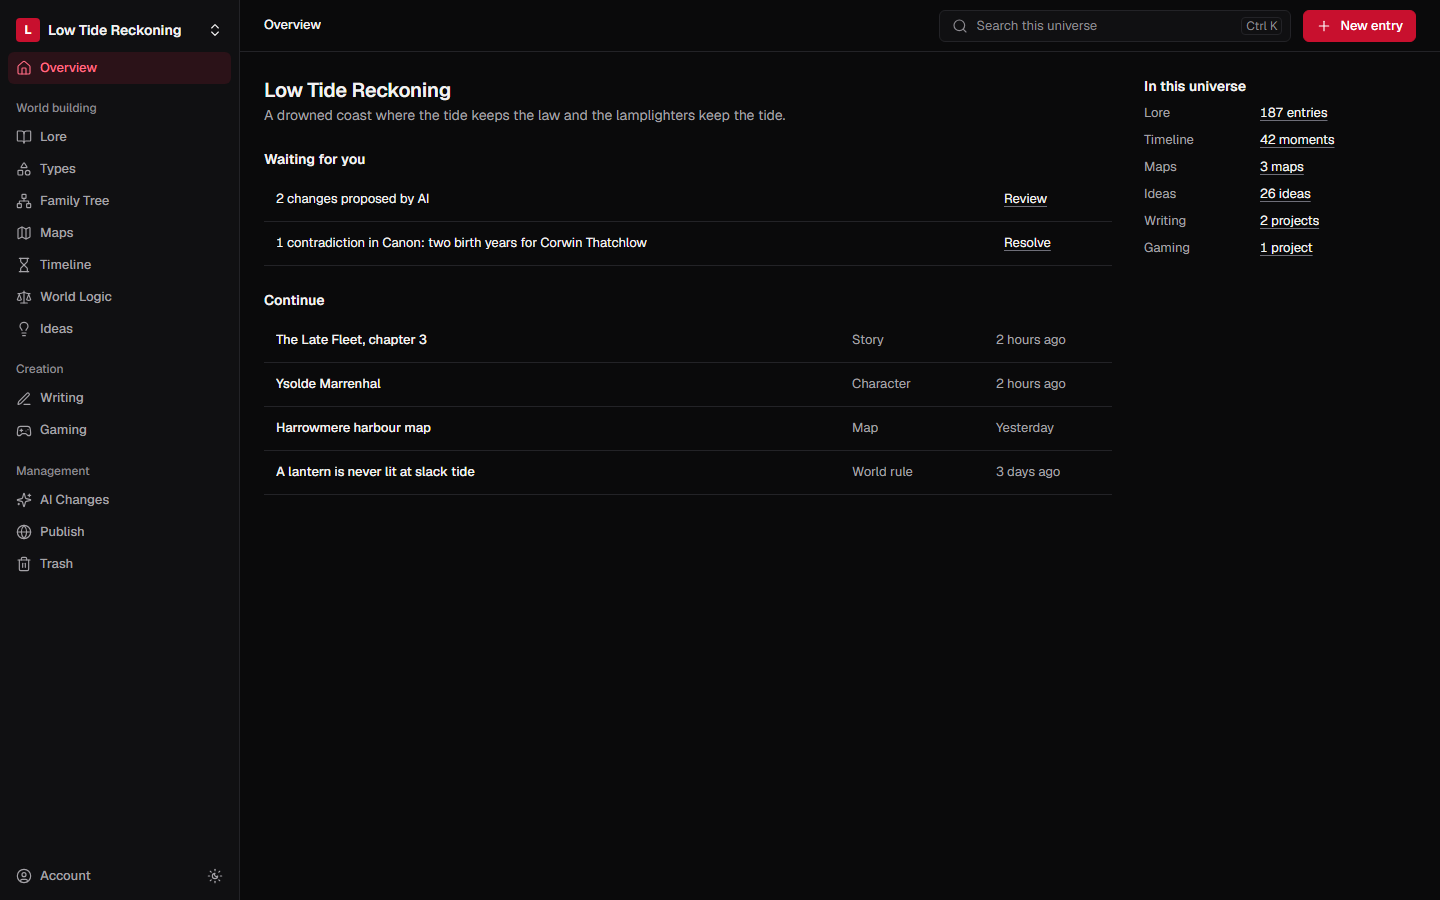 L Low Tide Reckoning
Overview
World building
Lore
Types
Family Tree
Maps
Timeline
World Logic
Ideas
Creation
Writing
Gaming
Management
AI Changes
Publish
Trash
Account
Overview
Search this universe Ctrl K
New entry
Low Tide Reckoning
A drowned coast where the tide keeps the law and the lamplighters keep the tide.
Waiting for you
2 changes proposed by AI Review
1 contradiction in Canon: two birth years for Corwin Thatchlow Resolve
Continue
The Late Fleet, chapter 3 Story 2 hours ago
Ysolde Marrenhal Character 2 hours ago
Harrowmere harbour map Map Yesterday
A lantern is never lit at slack tide World rule 3 days ago
In this universe
Lore 187 entries
Timeline 42 moments
Maps 3 maps
Ideas 26 ideas
Writing 2 projects
Gaming 1 project